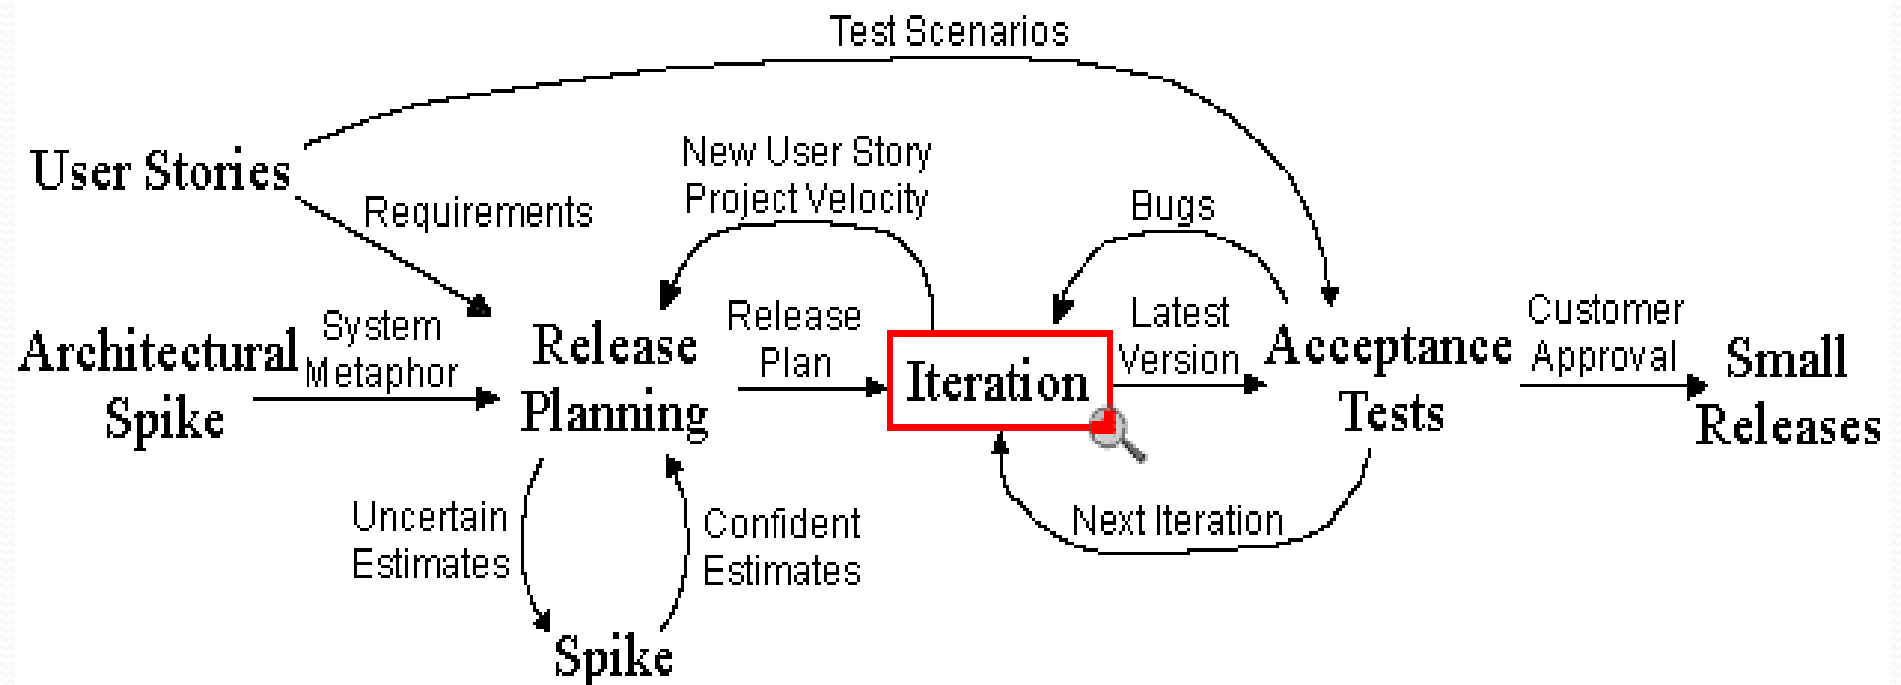 Test Scenarios
User Stories
New User Story
Project Velocity
Requirements
Bugs
Architectural
Spike
System
Metaphor
Release
Planning
Release
Plan
Iteration
Latest
Version
Acceptance
Tests
Customer
Approval
Small
Releases
Uncertain
Estimates
Confident
Estimates
Next Iteration
Spike